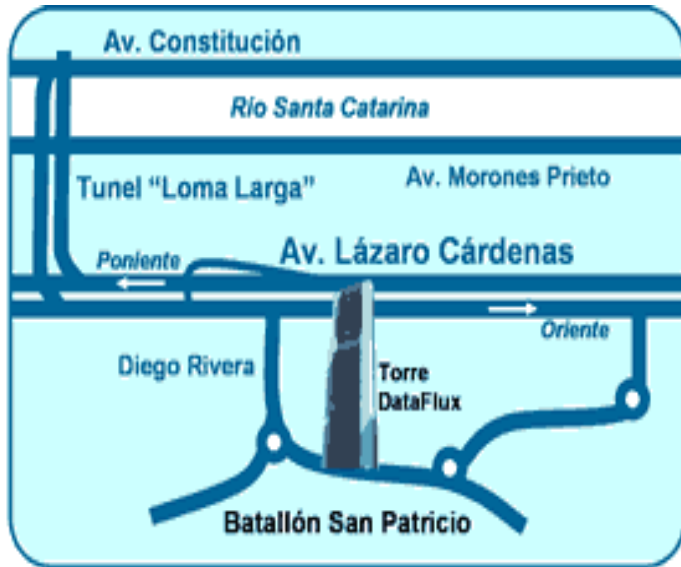 Av. Constitución
Río Santa Catarina
Av. Morones Prieto
Tunel “Loma Larga”
Av. Lázaro Cárdenas
Poniente
Oriente
Diego Rivera
Torre
DataFlux
Batallón San Patricio